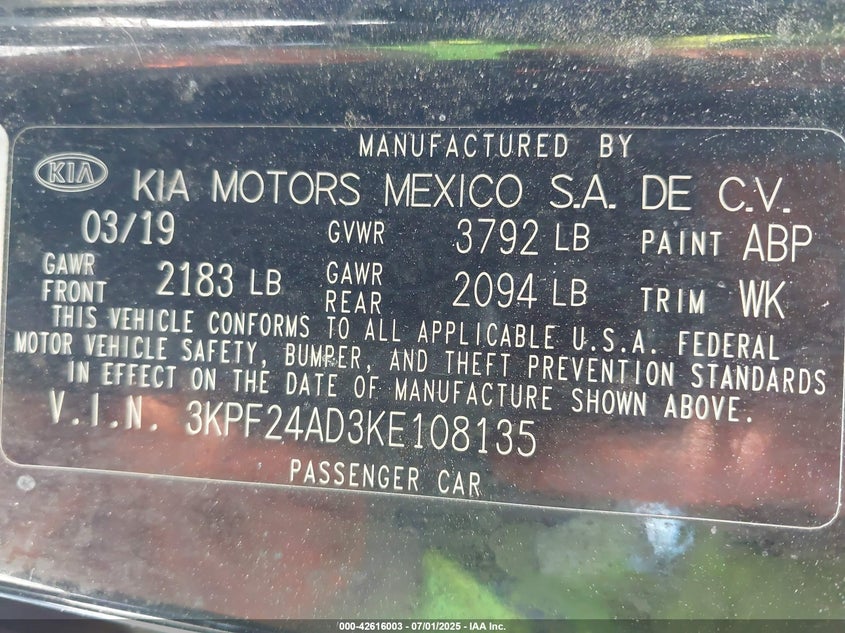 MANUFACTURED BY
KIA KIA MOTORS MEXICO S.A. DE C.V.
03/19 GVWR 3792 LB PAINT ABP
GAWR FRONT 2183 LB GAWR REAR 2094 LB TRIM WK
THIS VEHICLE CONFORMS TO ALL APPLICABLE U.S.A. FEDERAL
MOTOR VEHICLE SAFETY, BUMPER, AND THEFT PREVENTION STANDARDS
IN EFFECT ON THE DATE OF MANUFACTURE SHOWN ABOVE.
V.I.N. 3KPF24AD3KE108135
PASSENGER CAR
000-42616003 - 07/01/2025 - IAA Inc.